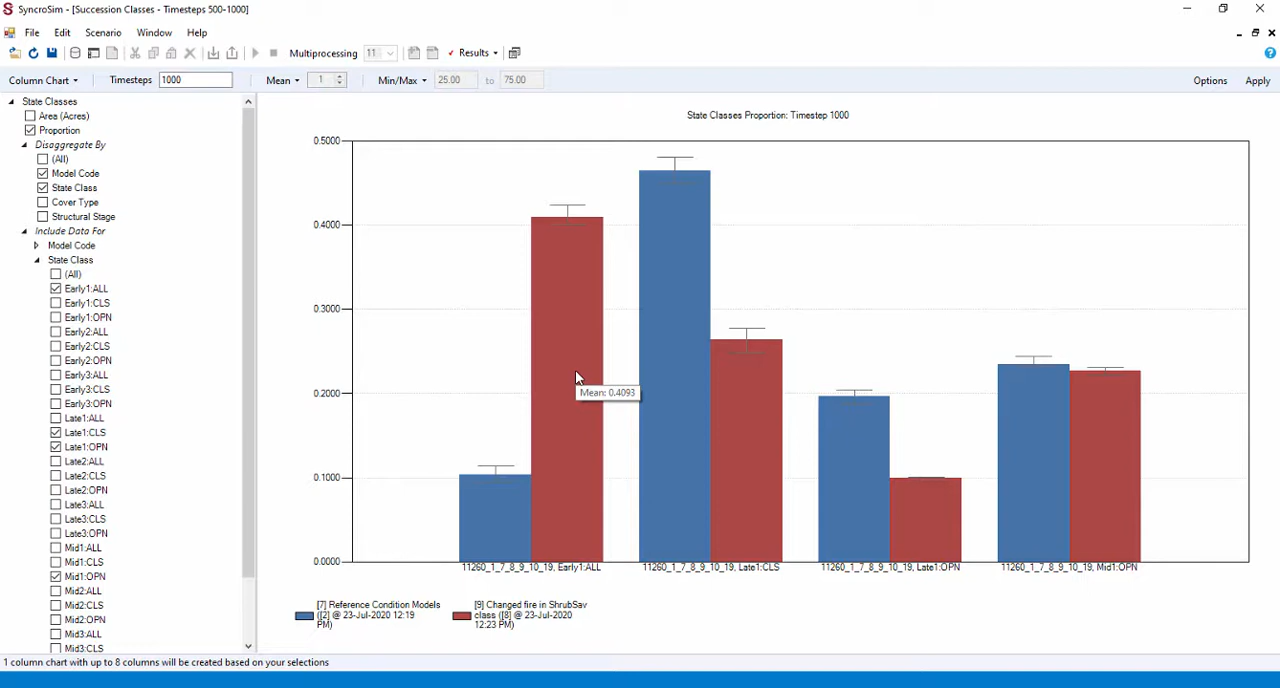 SyncroSim - [Succession Classes - Timesteps 500-1000]
File Edit Scenario Window Help
Multiprocessing 11 Results
Column Chart Timesteps 1000 Mean 1 Min/Max 25.00 to 75.00 Options Apply
State Classes
Area (Acres)
Proportion
Disaggregate By
(All)
Model Code
State Class
Cover Type
Structural Stage
Include Data For
Model Code
State Class
(All)
Early1:ALL
Early1:CLS
Early1:OPN
Early2:ALL
Early2:CLS
Early2:OPN
Early3:ALL
Early3:CLS
Early3:OPN
Late1:ALL
Late1:CLS
Late1:OPN
Late2:ALL
Late2:CLS
Late2:OPN
Late3:ALL
Late3:CLS
Late3:OPN
Mid1:ALL
Mid1:CLS
Mid1:OPN
Mid2:ALL
Mid2:CLS
Mid2:OPN
Mid3:ALL
Mid3:CLS
State Classes Proportion: Timestep 1000
0.5000
0.4000
0.3000
0.2000
0.1000
0.0000
Mean: 0.4093
11260_1_7_8_9_10_19, Early1:ALL
11260_1_7_8_9_10_19, Late1:CLS
11260_1_7_8_9_10_19, Late1:OPN
11260_1_7_8_9_10_19, Mid1:OPN
[7] Reference Condition Models
([2] @ 23-Jul-2020 12:19
PM)
[9] Changed fire in ShrubSav
class ([8] @ 23-Jul-2020
12:23 PM)
1 column chart with up to 8 columns will be created based on your selections